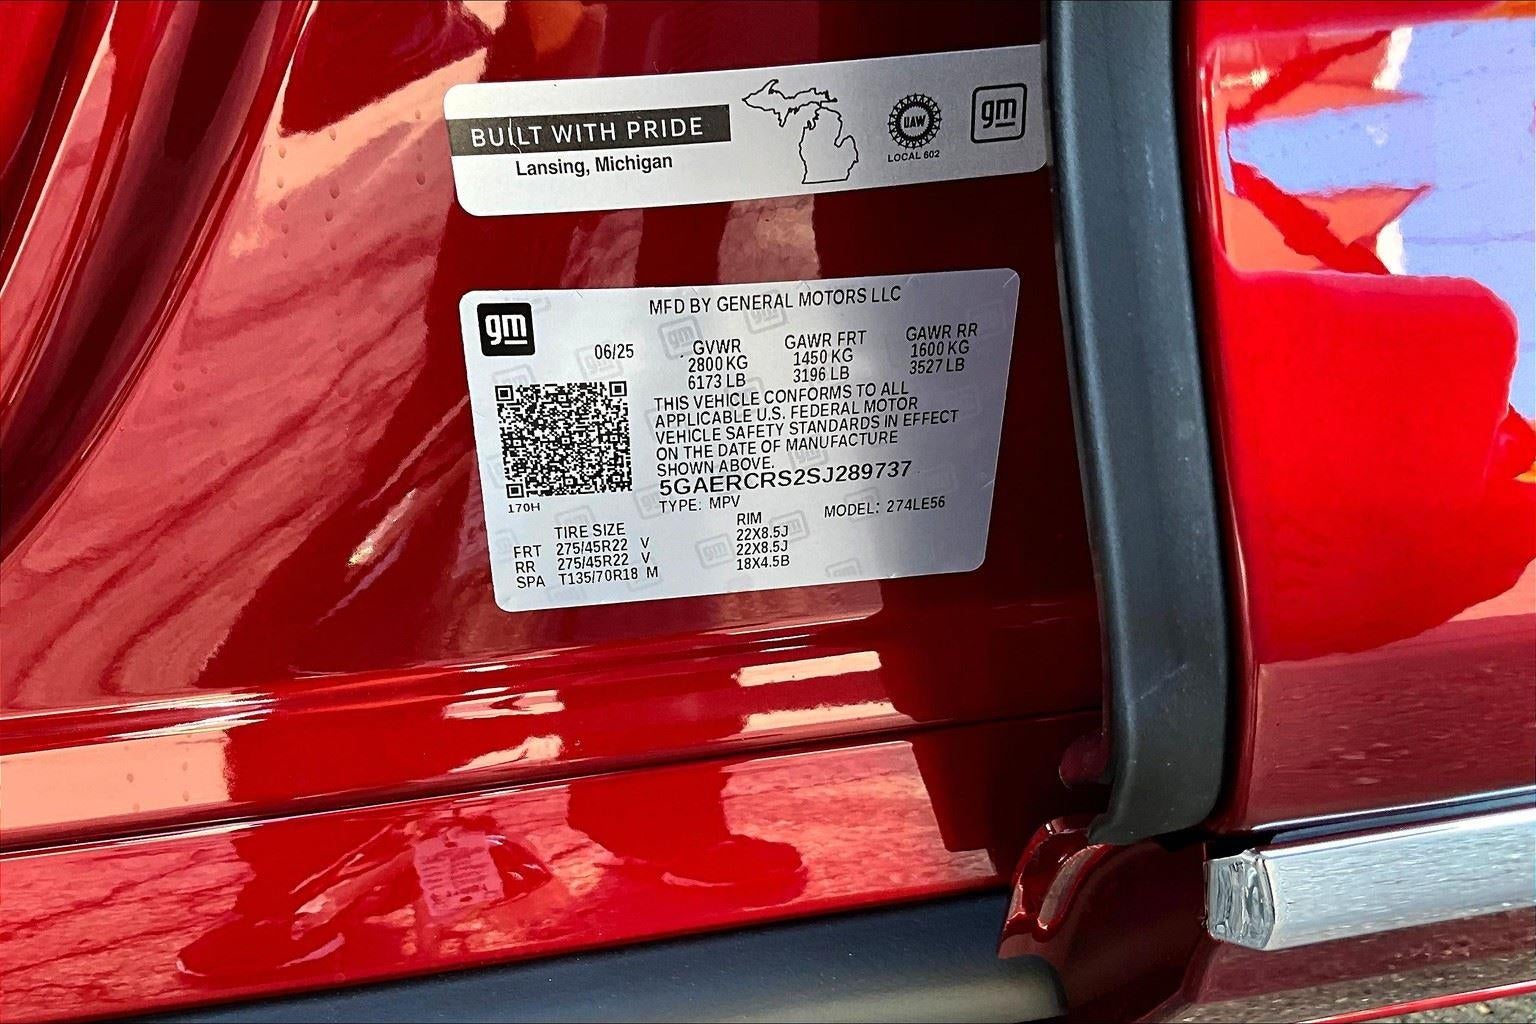 BUILT WITH PRIDE
Lansing, Michigan
UAW
LOCAL 602
gm
gm
MFD BY GENERAL MOTORS LLC
06/25 GVWR GAWR FRT GAWR RR
2800 KG 1450 KG 1600 KG
6173 LB 3196 LB 3527 LB
THIS VEHICLE CONFORMS TO ALL
APPLICABLE U.S. FEDERAL MOTOR
VEHICLE SAFETY STANDARDS IN EFFECT
ON THE DATE OF MANUFACTURE
SHOWN ABOVE.
5GAERCRS2SJ289737
170H
TYPE: MPV MODEL: 274LE56
TIRE SIZE RIM
FRT 275/45R22 V 22X8.5J
RR 275/45R22 V 22X8.5J
SPA T135/70R18 M 18X4.5B